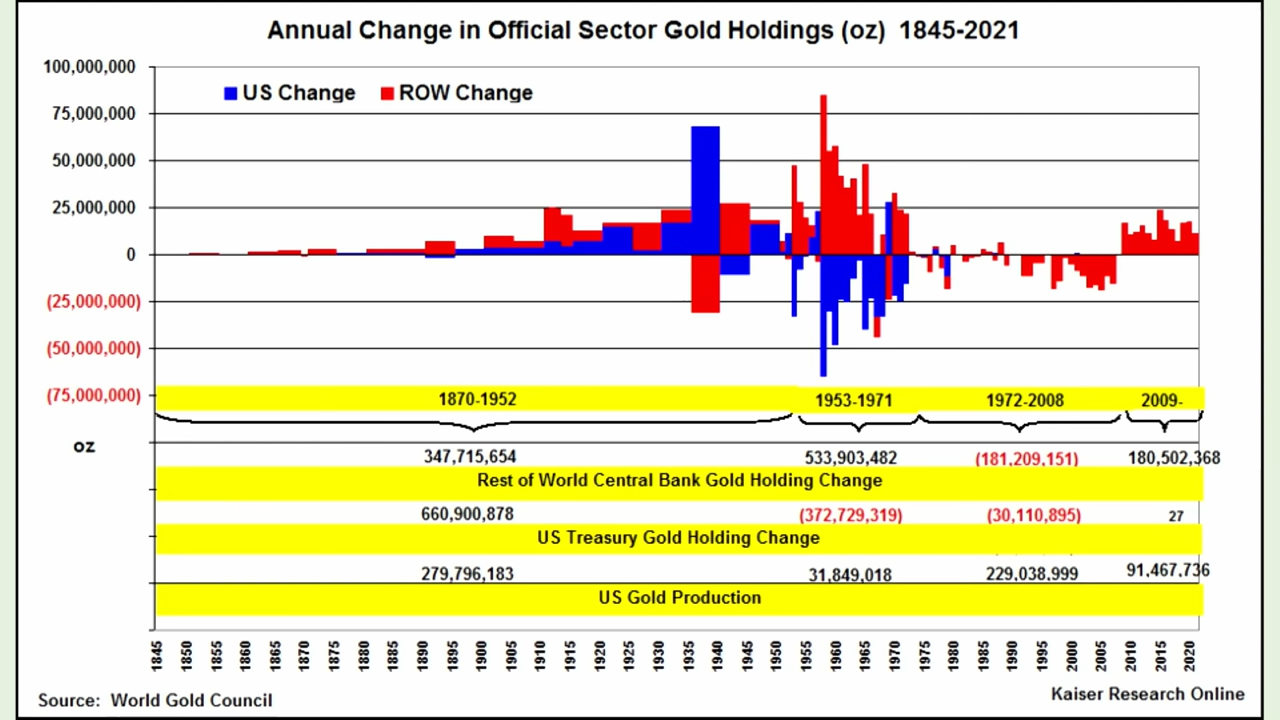 Annual Change in Official Sector Gold Holdings (oz) 1845-2021
US Change ROW Change
100,000,000
75,000,000
50,000,000
25,000,000
0
(25,000,000)
(50,000,000)
(75,000,000)
oz
1870-1952 1953-1971 1972-2008 2009-
347,715,654 533,903,482 (181,209,151) 180,502,368
Rest of World Central Bank Gold Holding Change
660,900,878 (372,729,319) (30,110,895) 27
US Treasury Gold Holding Change
279,796,183 31,849,018 229,038,999 91,467,736
US Gold Production
1845 1850 1855 1860 1865 1870 1875 1880 1885 1890 1895 1900 1905 1910 1915 1920 1925 1930 1935 1940 1945 1950 1955 1960 1965 1970 1975 1980 1985 1990 1995 2000 2005 2010 2015 2020
Source: World Gold Council
Kaiser Research Online